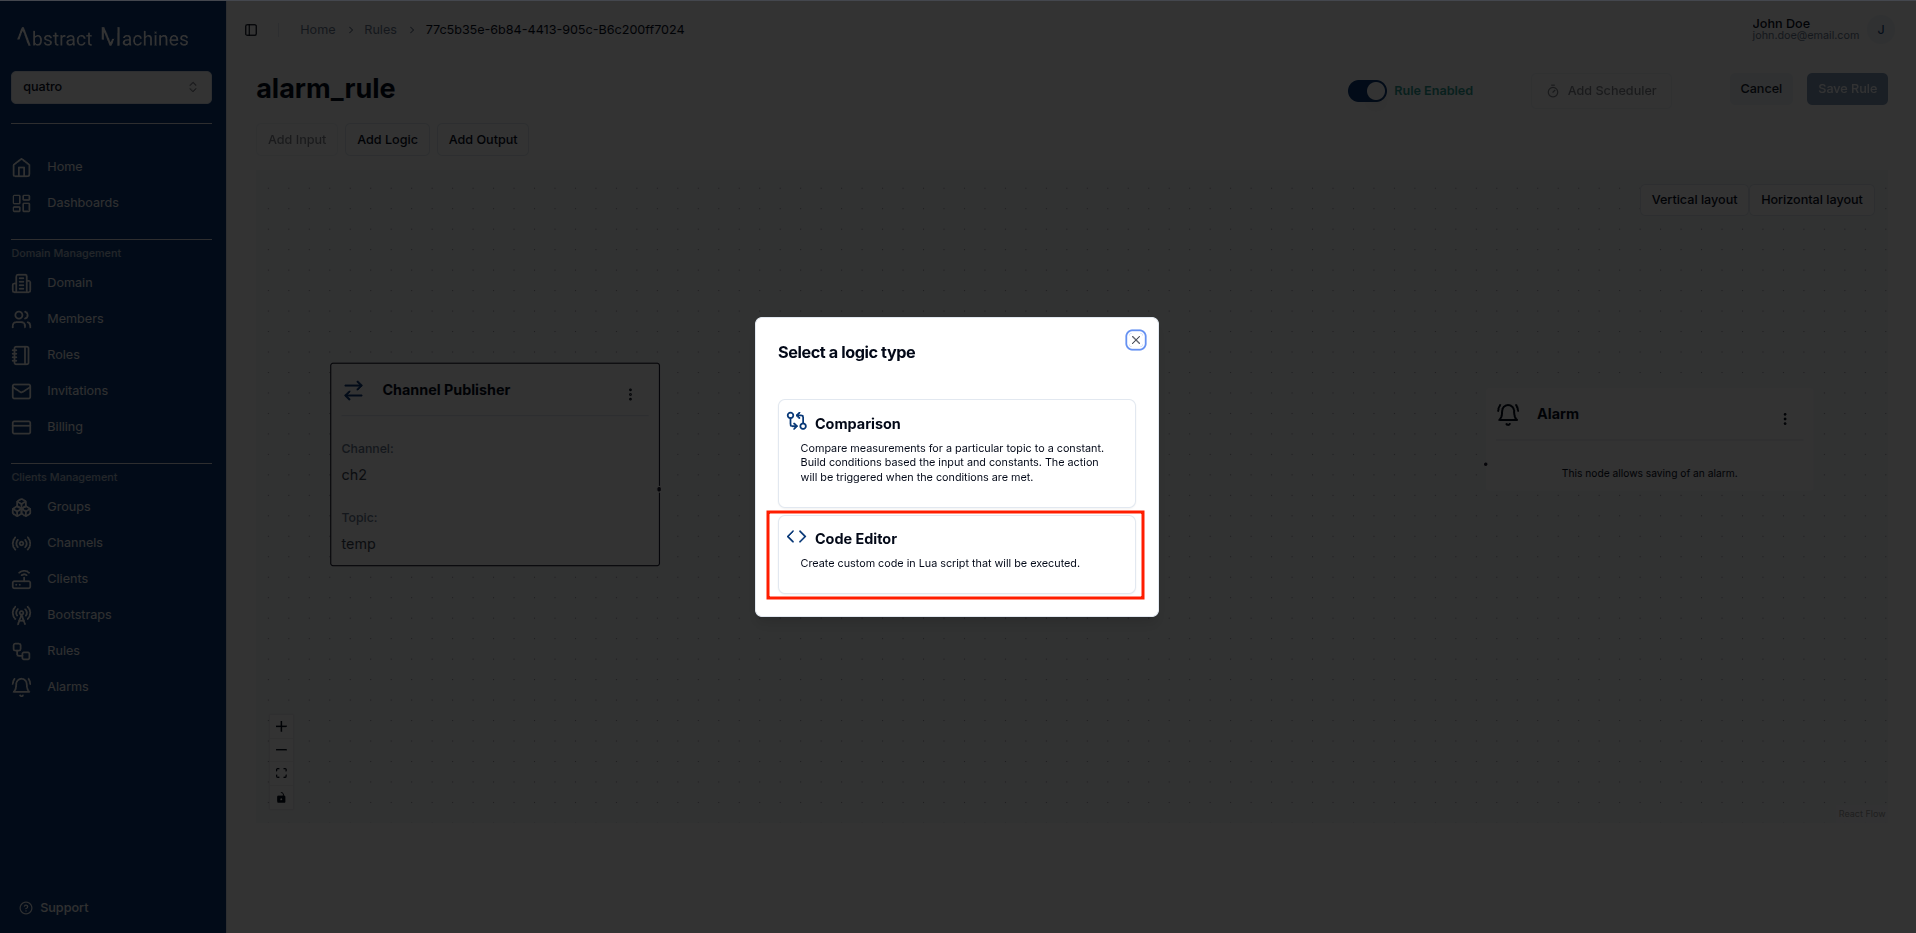 Abstract Machines
quatro
Home
Dashboards
Domain Management
Domain
Members
Roles
Invitations
Billing
Clients Management
Groups
Channels
Clients
Bootstraps
Rules
Alarms
Support
Home > Rules > 77c5b35e-6b84-4413-905c-B6c200ff7024
John Doe
john.doe@email.com
J
alarm_rule
Rule Enabled
Add Scheduler
Cancel
Save Rule
Add Input
Add Logic
Add Output
Vertical layout
Horizontal layout
Channel Publisher
Channel:
ch2
Topic:
temp
Select a logic type
Comparison
Compare measurements for a particular topic to a constant.
Build conditions based the input and constants. The action
will be triggered when the conditions are met.
Code Editor
Create custom code in Lua script that will be executed.
Alarm
This node allows saving of an alarm.
React Flow